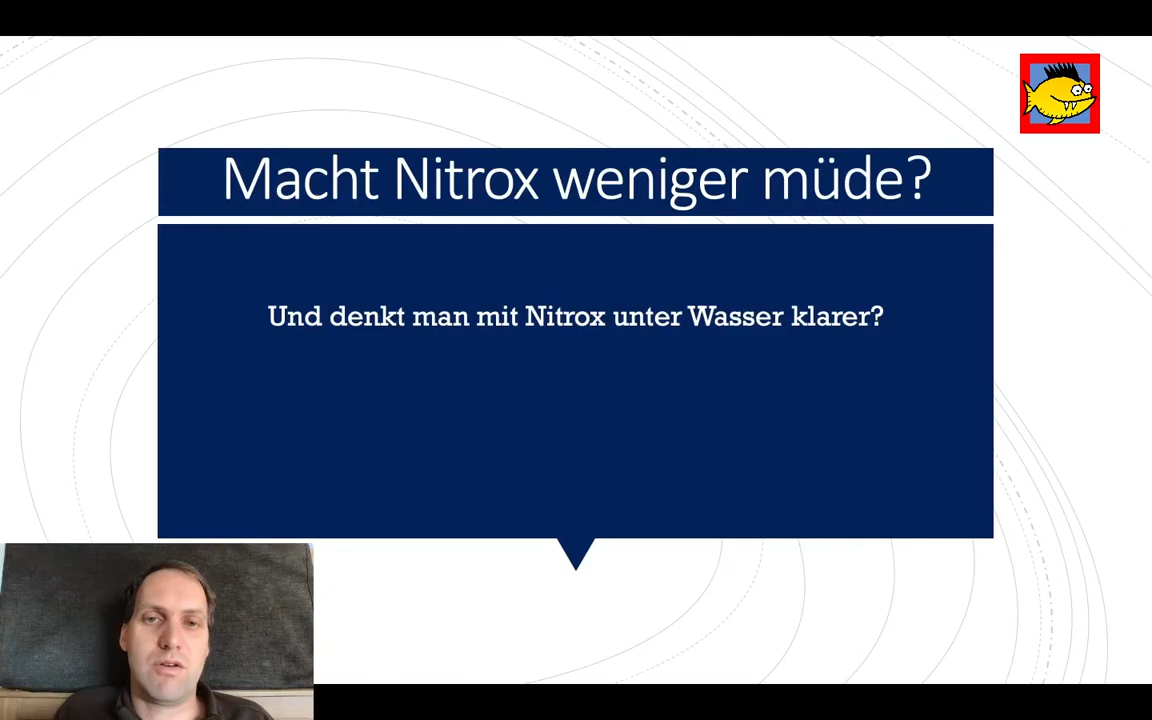 Macht Nitrox weniger müde?
Und denkt man mit Nitrox unter Wasser klarer?